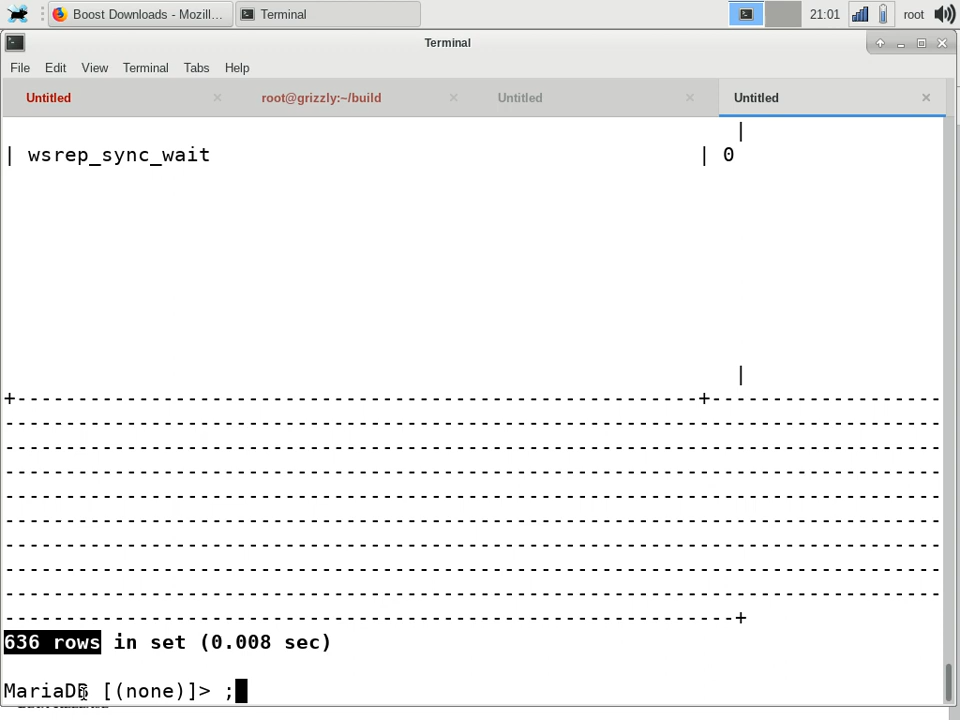 Boost Downloads - Mozill...
Terminal
21:01
root
Terminal
File Edit View Terminal Tabs Help
Untitled
root@grizzly:~/build
Untitled
Untitled
|
| wsrep_sync_wait | 0
|
+---------------------------------------------------------+-------------------
-----------------------------------------------------------------------------
-----------------------------------------------------------------------------
-----------------------------------------------------------------------------
-----------------------------------------------------------------------------
-----------------------------------------------------------------------------
-----------------------------------------------------------------------------
-----------------------------------------------------------------------------
-----------------------------------------------------------------------------
------------------------------------------------------------+
636 rows in set (0.008 sec)
MariaDB [(none)]> ;